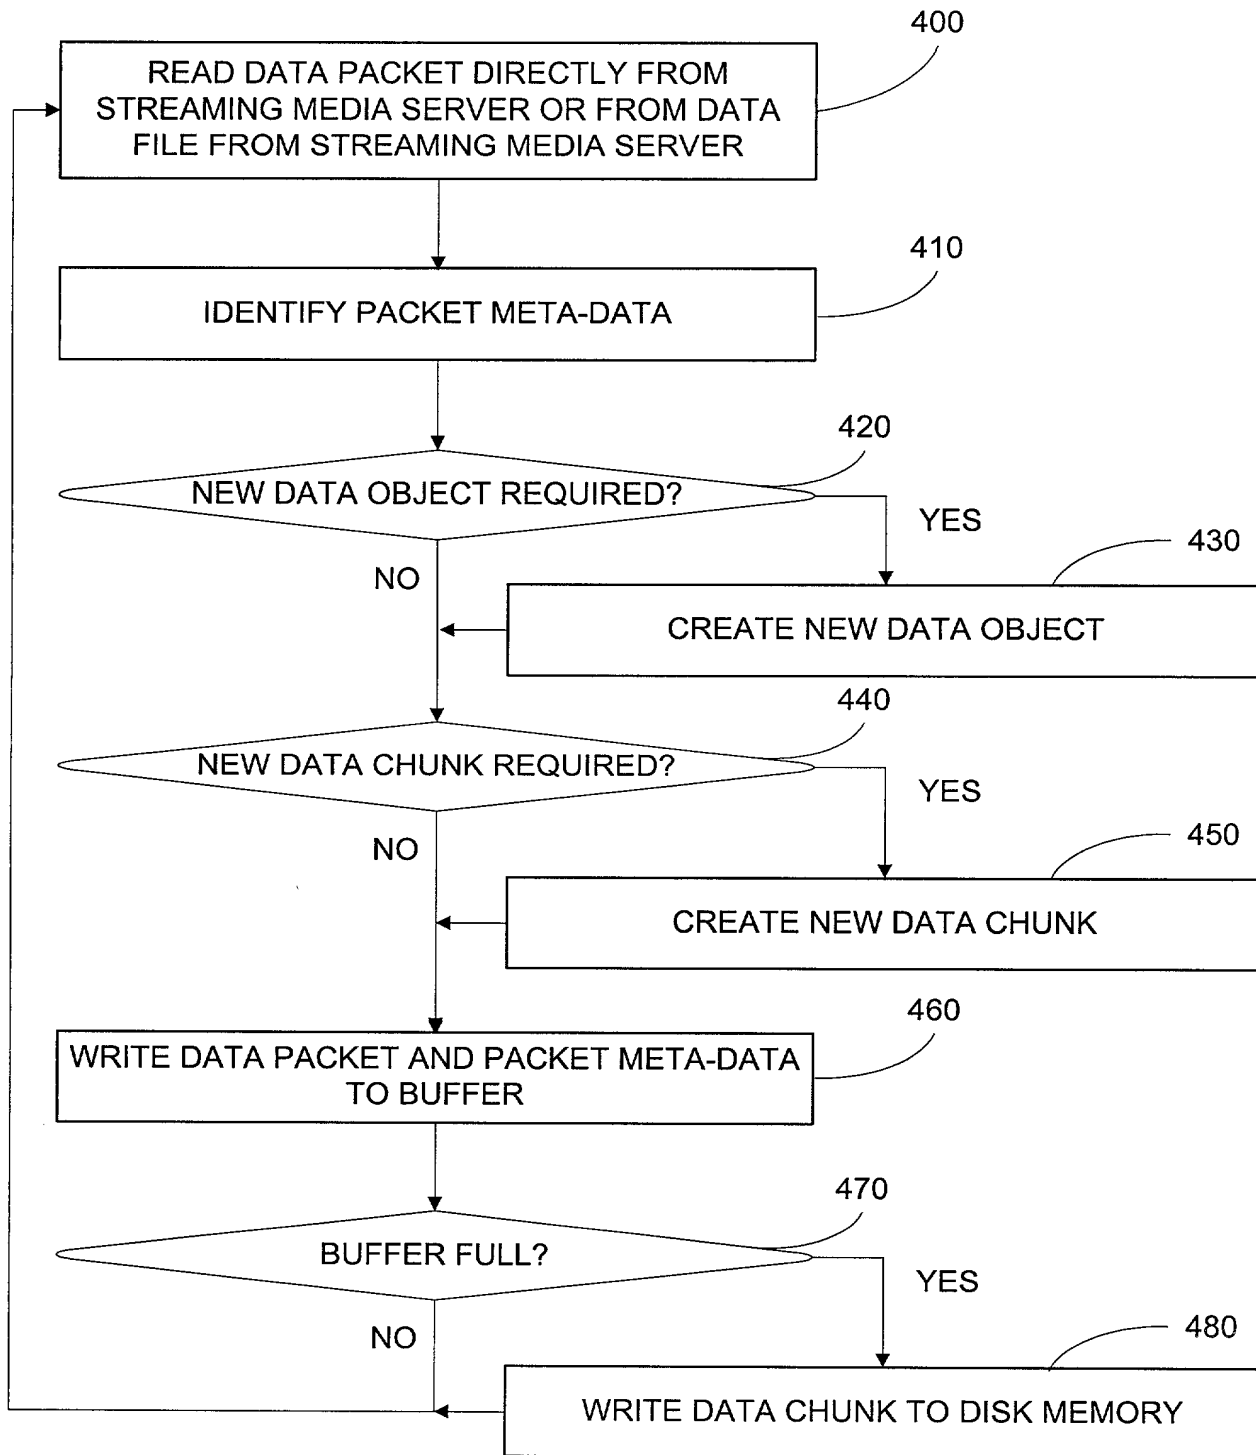 400
READ DATA PACKET DIRECTLY FROM
STREAMING MEDIA SERVER OR FROM DATA
FILE FROM STREAMING MEDIA SERVER
410
IDENTIFY PACKET META-DATA
420
NEW DATA OBJECT REQUIRED?
YES
430
NO
CREATE NEW DATA OBJECT
440
NEW DATA CHUNK REQUIRED?
YES
450
NO
CREATE NEW DATA CHUNK
460
WRITE DATA PACKET AND PACKET META-DATA
TO BUFFER
470
BUFFER FULL?
YES
480
NO
WRITE DATA CHUNK TO DISK MEMORY